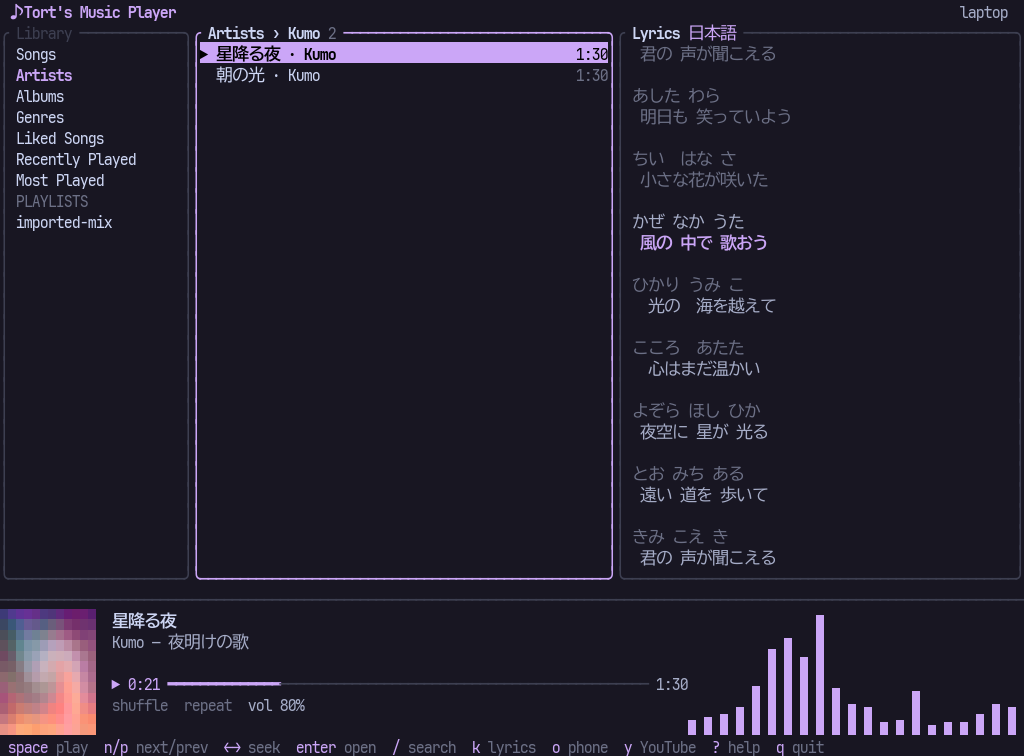 ♪Tort's Music Player
laptop
Library
Songs
Artists
Albums
Genres
Liked Songs
Recently Played
Most Played
PLAYLISTS
imported-mix
Artists › Kumo 2
▶ 星降る夜 · Kumo 1:30
朝の光 · Kumo 1:30
Lyrics 日本語
君の 声が聞こえる
あした わら
明日も 笑っていよう
ちい はな さ
小さな花が咲いた
かぜ なか うた
風の 中で 歌おう
ひかり うみ こ
光の 海を越えて
こころ あたた
心はまだ温かい
よぞら ほし ひか
夜空に 星が 光る
とお みち ある
遠い 道を 歩いて
きみ こえ き
君の 声が聞こえる
星降る夜
Kumo — 夜明けの歌
▶ 0:21 1:30
shuffle repeat vol 80%
space play n/p next/prev ↔ seek enter open / search k lyrics o phone y YouTube ? help q quit